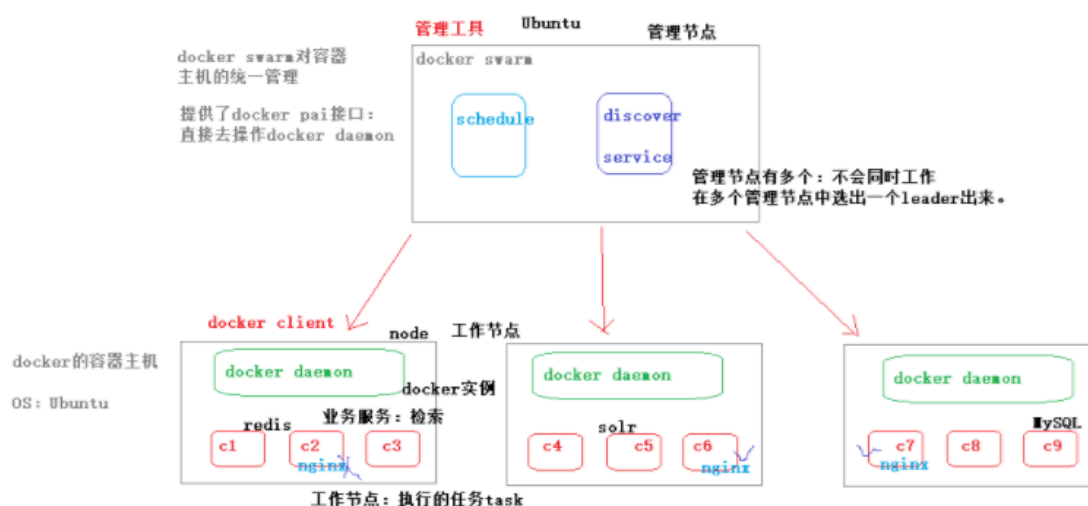 管理工具
Ubuntu
管理节点
docker swarm对容器
主机的统一管理
提供了docker pai接口：
直接去操作docker daemon
docker swarm
schedule
discover
service
管理节点有多个：不会同时工作
在多个管理节点中选出一个leader出来。
docker client
node
工作节点
docker的容器主机
OS：Ubuntu
docker daemon
docker实例
docker daemon
docker daemon
redis
业务服务：检索
solr
MySQL
c1
c2
c3
c4
c5
c6
c7
c8
c9
nginx
nginx
nginx
工作节点：执行的任务task